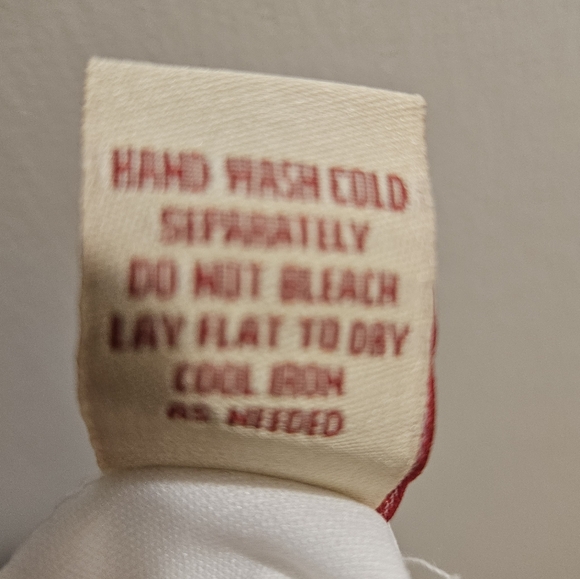 HAND WASH COLD
SEPARATELY
DO NOT BLEACH
LAY FLAT TO DRY
COOL IRON
AS NEEDED